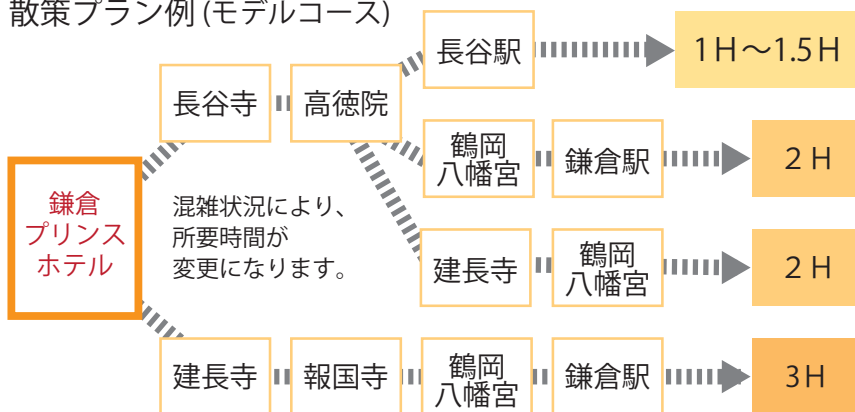 散策プラン例 (モデルコース)
長谷駅
1H～1.5H
長谷寺
高徳院
鶴岡
八幡宮
鎌倉駅
2H
鎌倉
プリンス
ホテル
混雑状況により、
所要時間が
変更になります。
建長寺
鶴岡
八幡宮
2H
建長寺
報国寺
鶴岡
八幡宮
鎌倉駅
3H